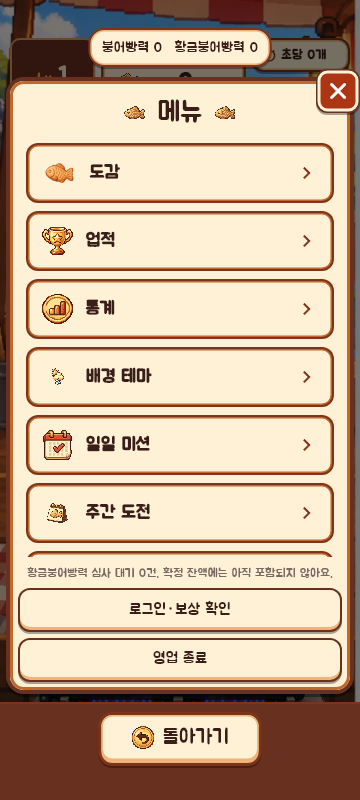 붕어빵력 0 황금붕어빵력 0
초당 0개
메뉴
도감
업적
통계
배경 테마
일일 미션
주간 도전
황금붕어빵력 심사 대기 0건, 확정 잔액에는 아직 포함되지 않아요.
로그인·보상 확인
영업 종료
돌아가기